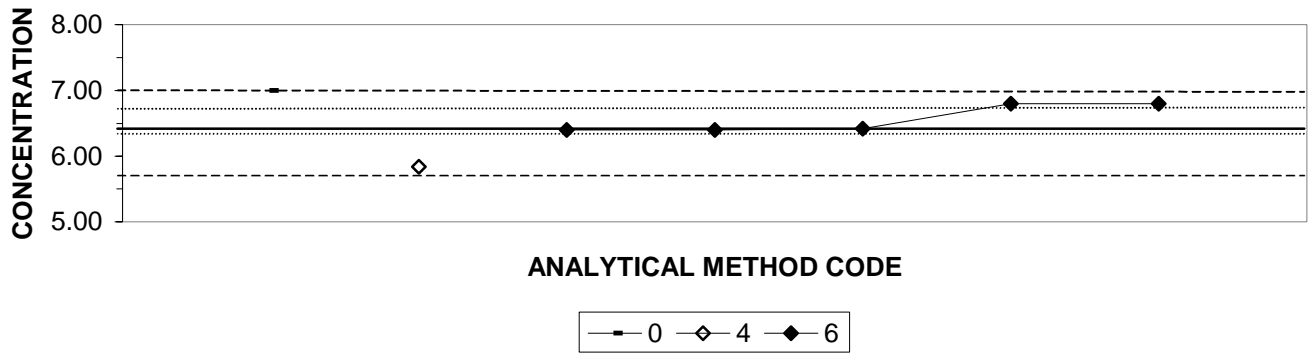 CONCENTRATION
8.00
7.00
6.00
5.00
ANALYTICAL METHOD CODE
0 4 6